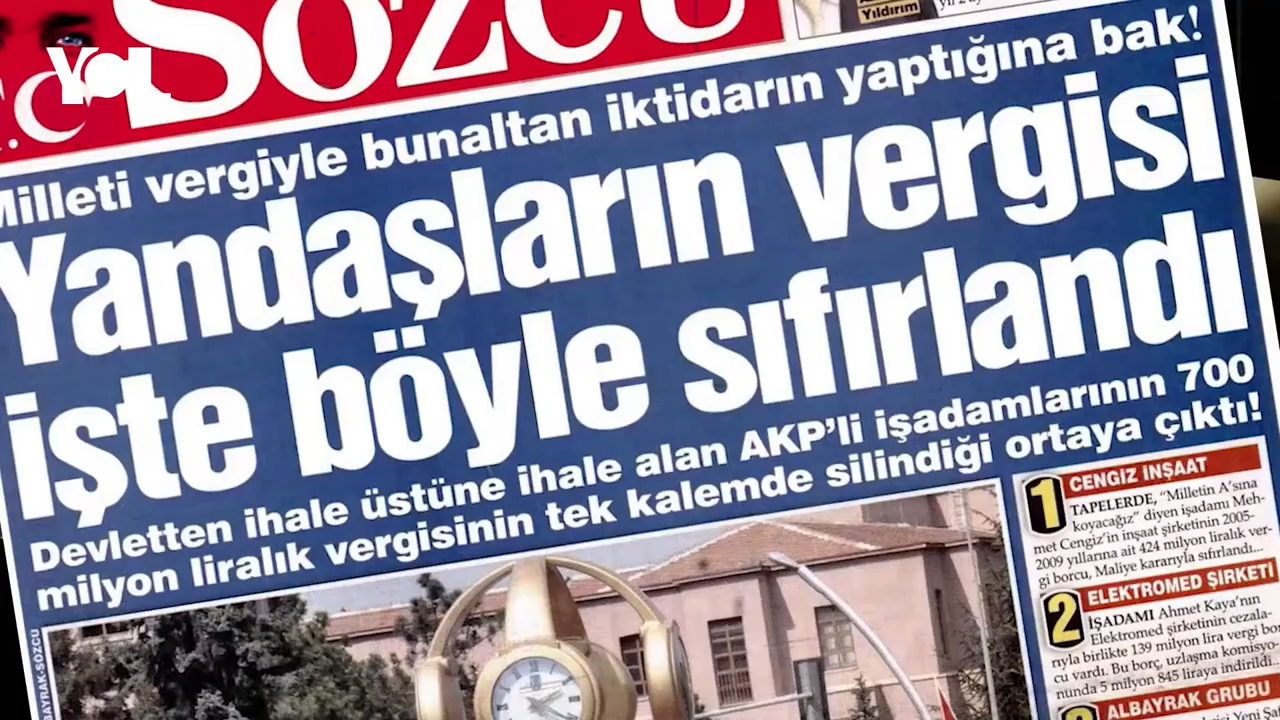 SÖZCÜ
YOL
Yıldırım
Milleti vergiyle bunaltan iktidarın yaptığına bak!
Yandaşların vergisi
işte böyle sıfırlandı
Devletten ihale üstüne ihale alan AKP'li işadamlarının 700
milyon liralık vergisinin tek kalemde silindiği ortaya çıktı!
1 CENGİZ İNŞAAT
TAPELERDE, "Milletin A'sına
koyacağız" diyen işadamı Meh-
met Cengiz'in inşaat şirketinin 2005-
2009 yıllarına ait 424 milyon liralık ver-
gi borcu, Maliye kararıyla sıfırlandı...
2 ELEKTROMED ŞİRKETİ
İŞADAMI Ahmet Kaya'nın
Elektromed şirketinin cezala-
rıyla birlikte 139 milyon lira vergi bor-
cu vardı. Bu borç, uzlaşma komisyo-
nunda 5 milyon 845 liraya indirildi...
ALBAYRAK GRUBU
BAYRAK-SÖZCÜ